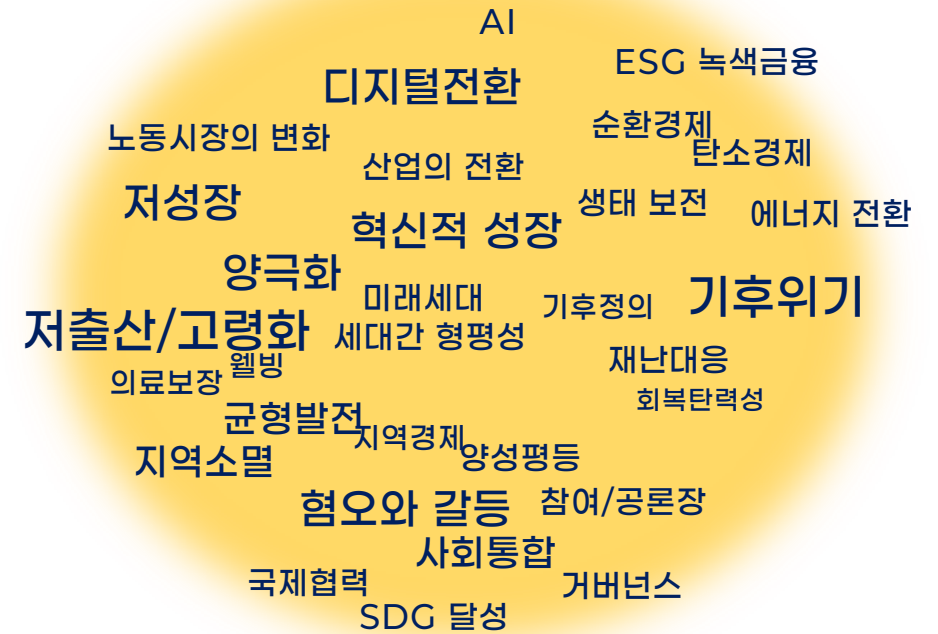 AI
ESG 녹색금융
디지털전환
순환경제
노동시장의 변화
탄소경제
산업의 전환
저성장
생태 보전
에너지 전환
혁신적 성장
양극화
미래세대
기후정의
기후위기
저출산/고령화
세대간 형평성
웰빙
재난대응
의료보장
회복탄력성
균형발전
지역경제
지역소멸
양성평등
혐오와 갈등
참여/공론장
사회통합
국제협력
거버넌스
SDG 달성